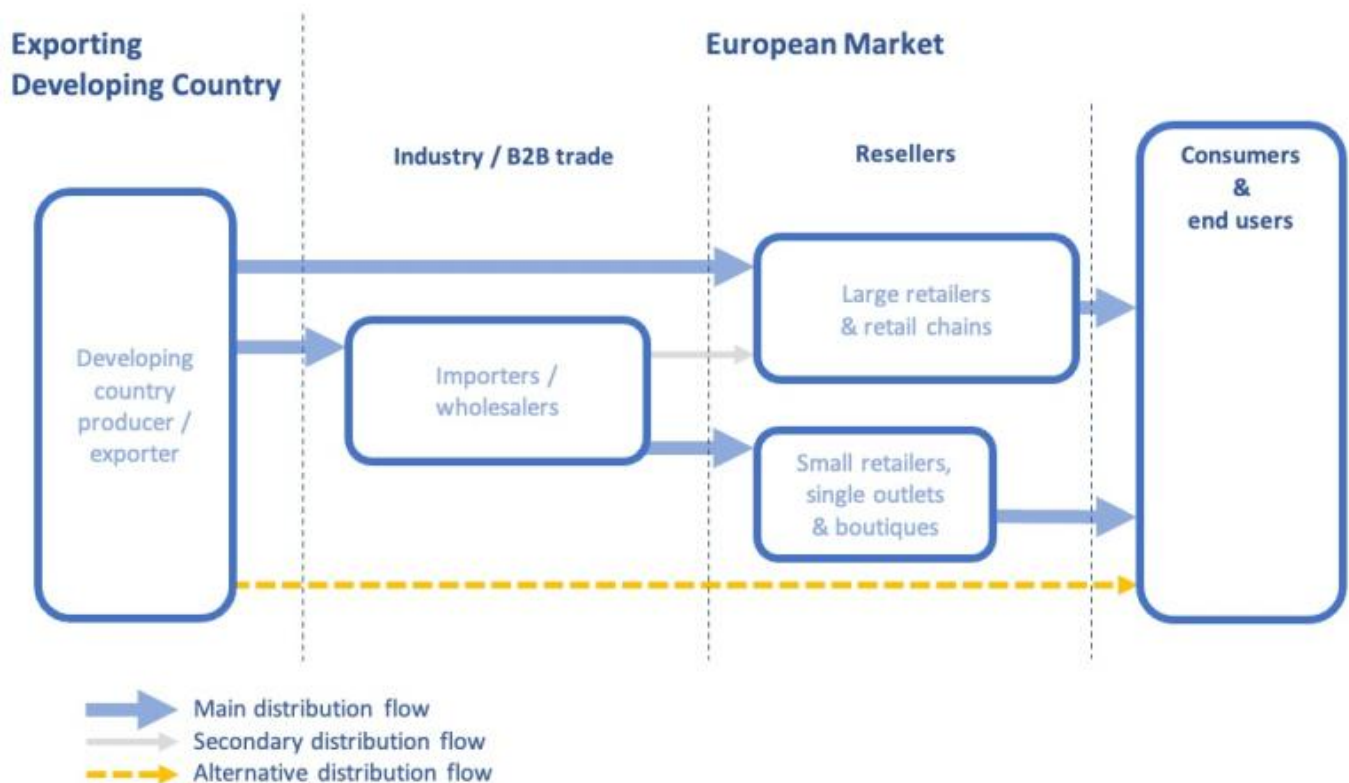 Exporting
Developing Country
European Market
Industry / B2B trade
Resellers
Consumers
&
end users
Developing
country
producer /
exporter
Importers /
wholesalers
Large retailers
& retail chains
Small retailers,
single outlets
& boutiques
Main distribution flow
Secondary distribution flow
Alternative distribution flow